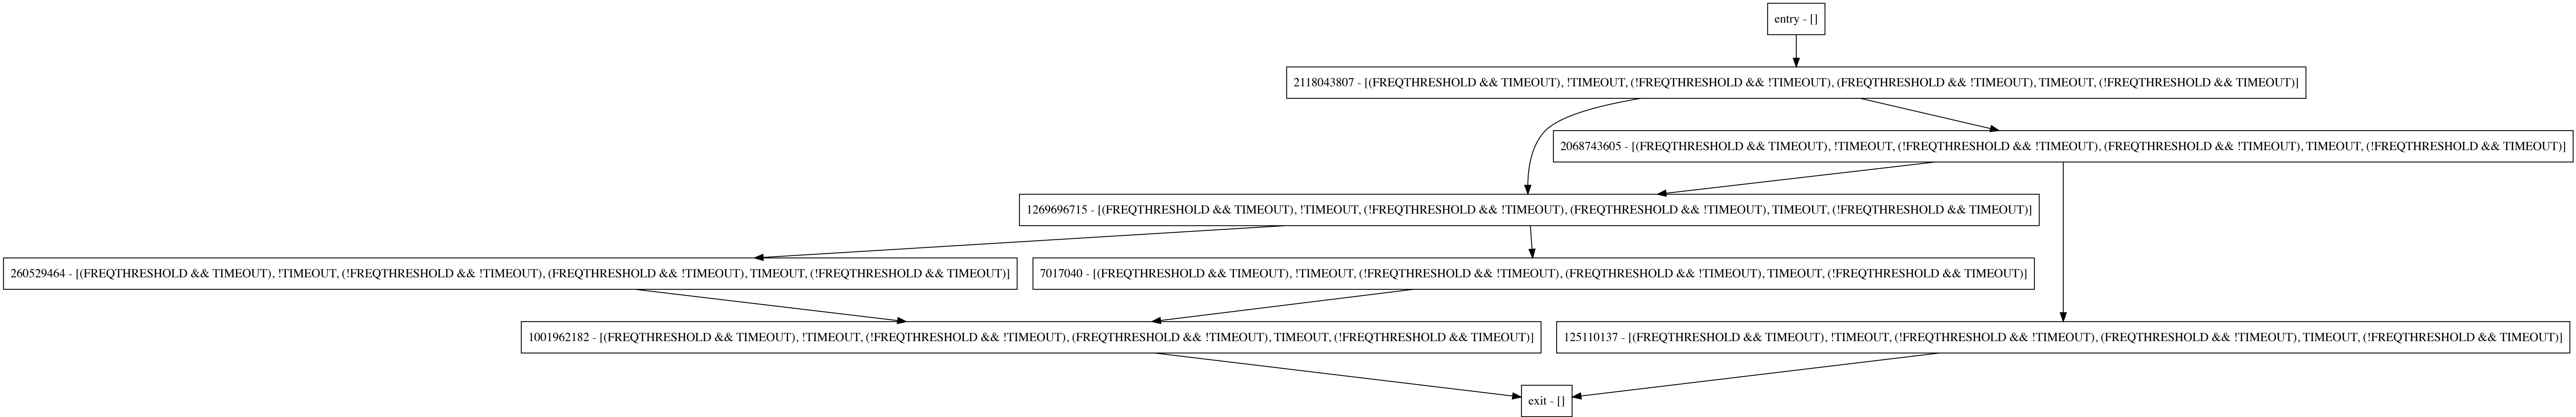 entry - []
2118043807 - [(FREQTHRESHOLD && TIMEOUT), !TIMEOUT, (!FREQTHRESHOLD && !TIMEOUT), (FREQTHRESHOLD && !TIMEOUT), TIMEOUT, (!FREQTHRESHOLD && TIMEOUT)]
2068743605 - [(FREQTHRESHOLD && TIMEOUT), !TIMEOUT, (!FREQTHRESHOLD && !TIMEOUT), (FREQTHRESHOLD && !TIMEOUT), TIMEOUT, (!FREQTHRESHOLD && TIMEOUT)]
1269696715 - [(FREQTHRESHOLD && TIMEOUT), !TIMEOUT, (!FREQTHRESHOLD && !TIMEOUT), (FREQTHRESHOLD && !TIMEOUT), TIMEOUT, (!FREQTHRESHOLD && TIMEOUT)]
260529464 - [(FREQTHRESHOLD && TIMEOUT), !TIMEOUT, (!FREQTHRESHOLD && !TIMEOUT), (FREQTHRESHOLD && !TIMEOUT), TIMEOUT, (!FREQTHRESHOLD && TIMEOUT)]
7017040 - [(FREQTHRESHOLD && TIMEOUT), !TIMEOUT, (!FREQTHRESHOLD && !TIMEOUT), (FREQTHRESHOLD && !TIMEOUT), TIMEOUT, (!FREQTHRESHOLD && TIMEOUT)]
1001962182 - [(FREQTHRESHOLD && TIMEOUT), !TIMEOUT, (!FREQTHRESHOLD && !TIMEOUT), (FREQTHRESHOLD && !TIMEOUT), TIMEOUT, (!FREQTHRESHOLD && TIMEOUT)]
125110137 - [(FREQTHRESHOLD && TIMEOUT), !TIMEOUT, (!FREQTHRESHOLD && !TIMEOUT), (FREQTHRESHOLD && !TIMEOUT), TIMEOUT, (!FREQTHRESHOLD && TIMEOUT)]
exit - []